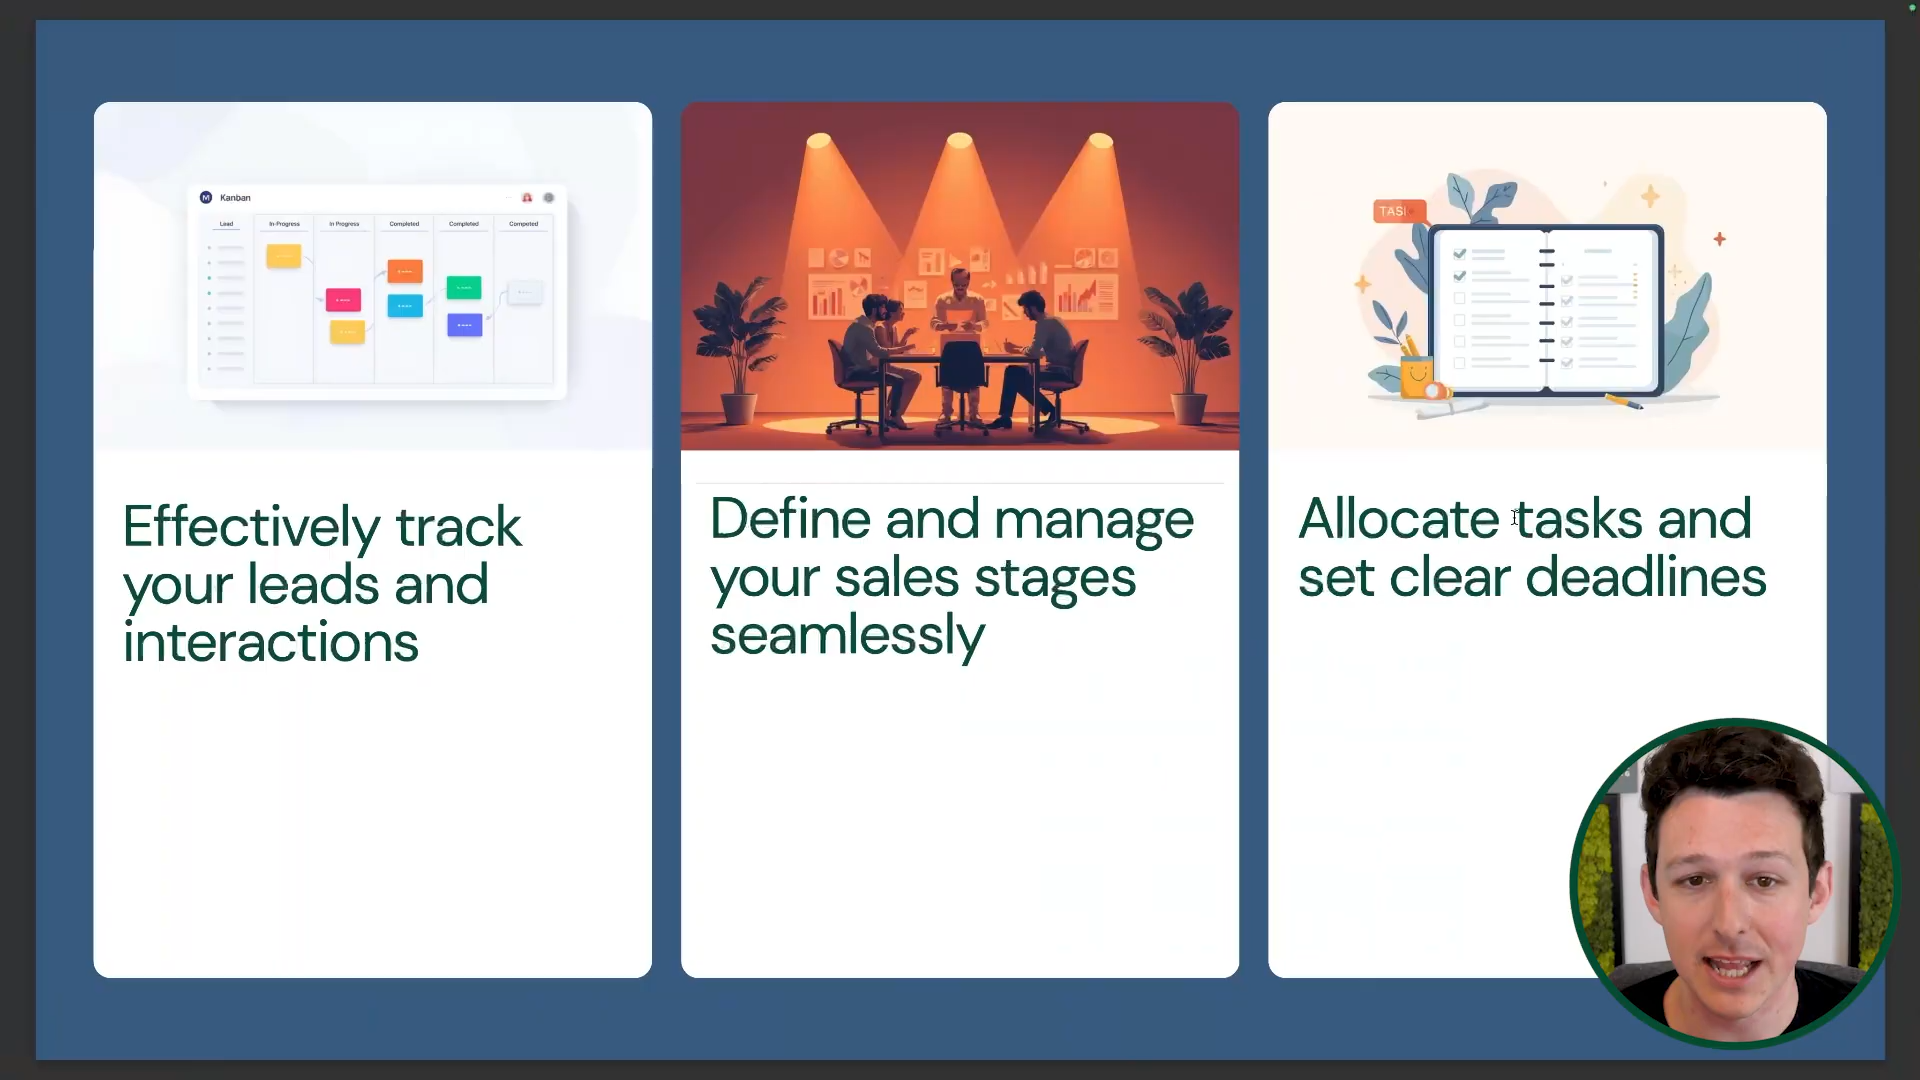 Kanban
Lead
In-Progress
In Progress
Completed
Completed
Competed
TASK
Effectively track
your leads and
interactions
Define and manage
your sales stages
seamlessly
Allocate tasks and
set clear deadlines